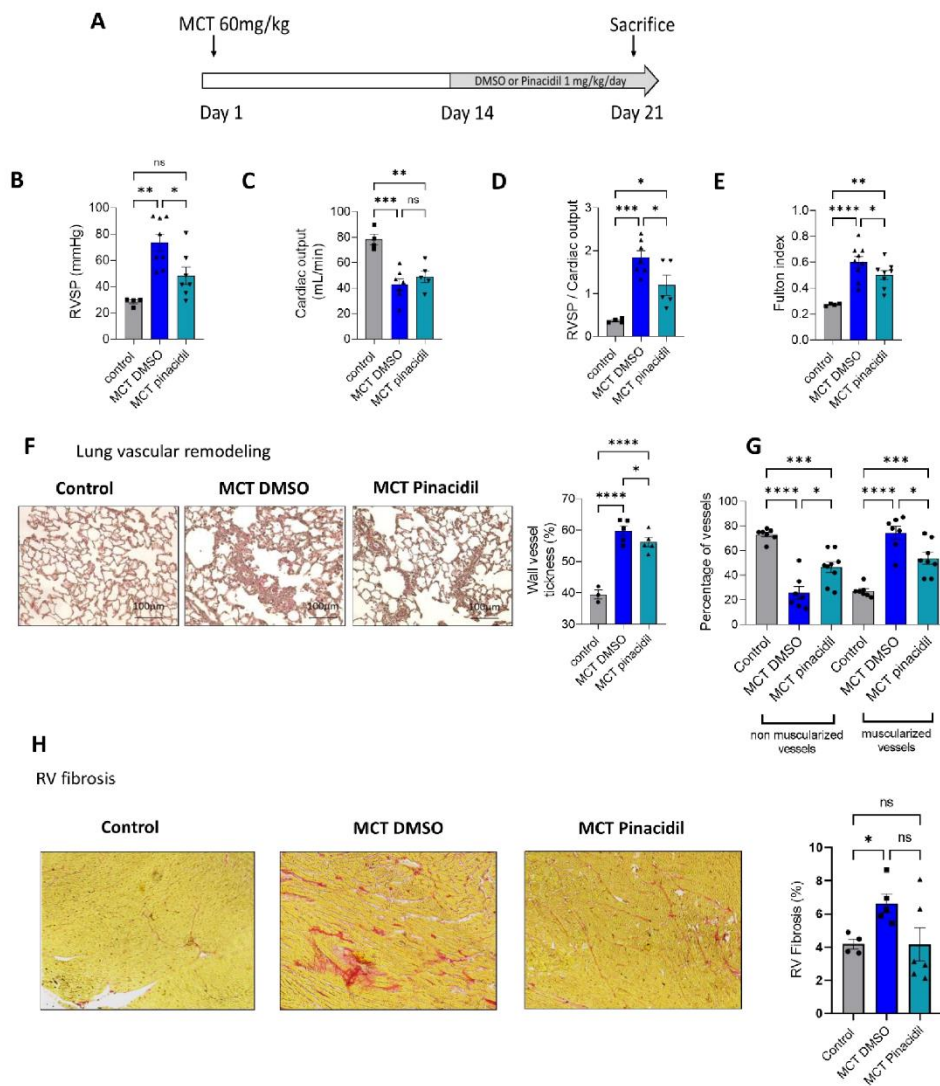 A
MCT 60mg/kg
Sacrifice
DMSO or Pinacidil 1 mg/kg/day
Day 1
Day 14
Day 21
B
ns
** *
RVSP (mmHg)
100
80
60
40
20
0
control
MCT DMSO
MCT pinacidil
C
**
*** ns
Cardiac output
(mL/min)
100
80
60
40
20
0
control
MCT DMSO
MCT pinacidil
D
*
*** *
RVSP / Cardiac output
3
2
1
0
control
MCT DMSO
MCT pinacidil
E
**
**** *
Fulton index
1.0
0.8
0.6
0.4
0.2
0.0
control
MCT DMSO
MCT pinacidil
F
Lung vascular remodeling
Control
MCT DMSO
MCT Pinacidil
100µm
100µm
100µm
****
**** *
Wall vessel
tickness (%)
70
60
50
40
30
control
MCT DMSO
MCT pinacidil
G
*** ***
**** * **** *
Percentage of vessels
100
80
60
40
20
0
Control
MCT DMSO
MCT pinacidil
Control
MCT DMSO
MCT pinacidil
non muscularized
vessels
muscularized
vessels
H
RV fibrosis
Control
MCT DMSO
MCT Pinacidil
ns
* ns
RV Fibrosis (%)
10
8
6
4
2
0
Control
MCT DMSO
MCT Pinacidil